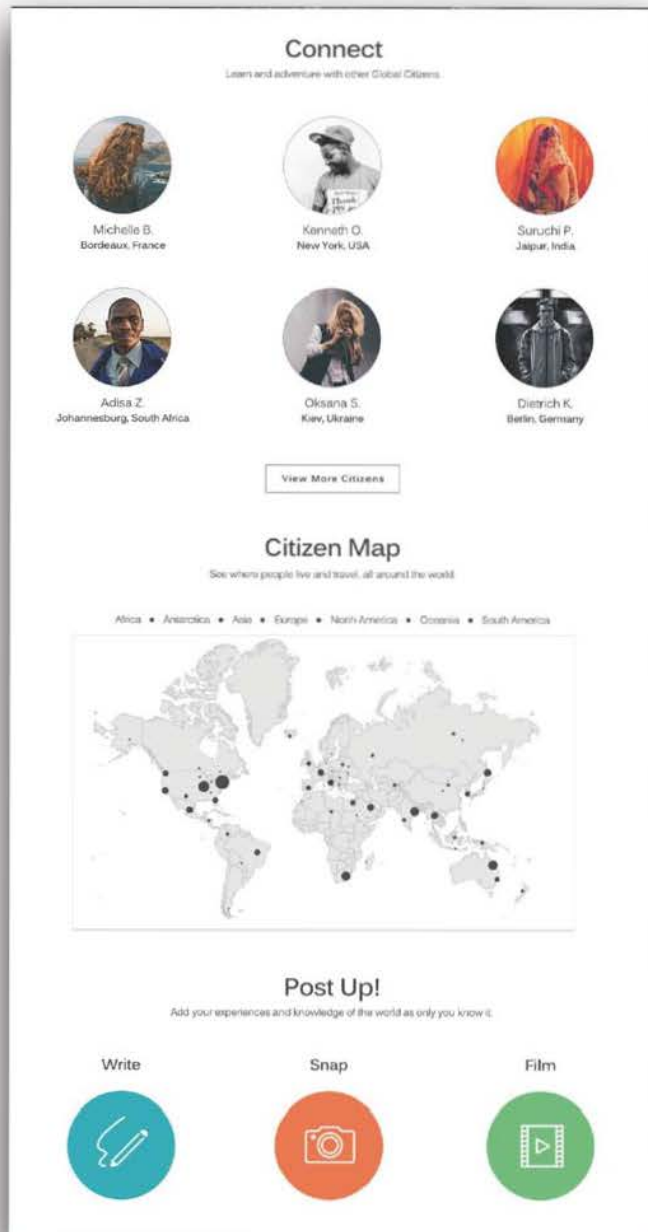 Connect
Learn and adventure with other Global Citizens.
Michelle B.
Bordeaux, France
Kenneth O.
New York, USA
Suruchi P.
Jaipur, India
Adisa Z.
Johannesburg, South Africa
Oksana S.
Kiev, Ukraine
Dietrich K.
Berlin, Germany
View More Citizens
Citizen Map
See where people live and travel, all around the world.
Africa • Antarctica • Asia • Europe • North America • Oceania • South America
Post Up!
Add your experiences and knowledge of the world as only you know it.
Write
Snap
Film